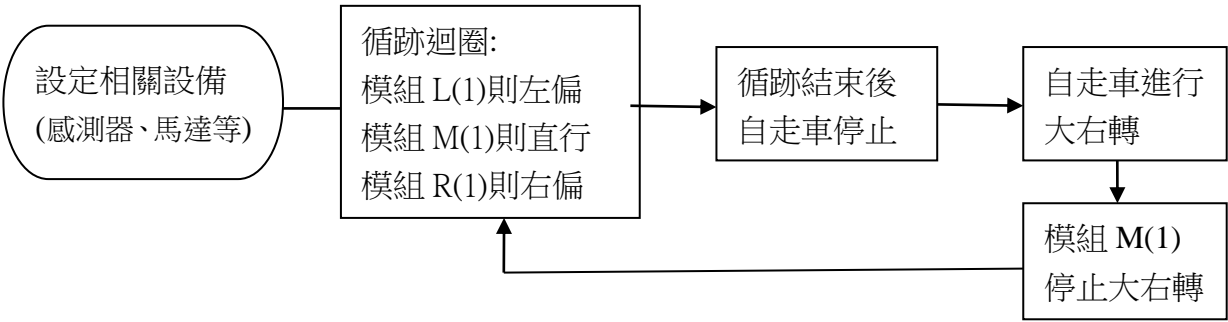 設定相關設備
(感測器、馬達等)
循跡迴圈:
模組 L(1)則左偏
模組 M(1)則直行
模組 R(1)則右偏
循跡結束後
自走車停止
自走車進行
大右轉
模組 M(1)
停止大右轉